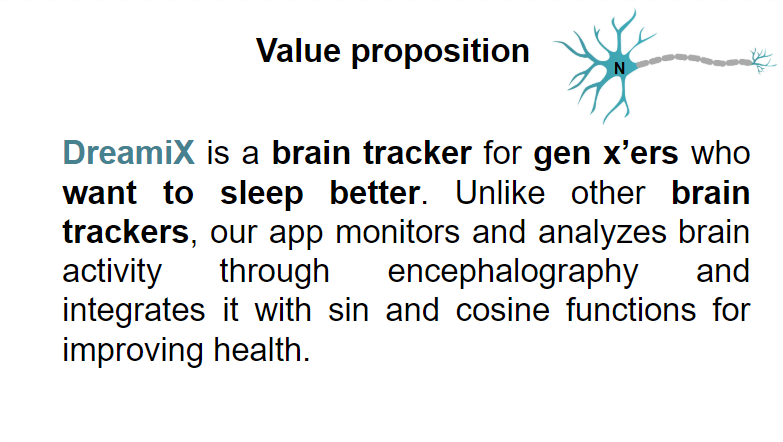 Value proposition
N
DreamiX is a brain tracker for gen x’ers who
want to sleep better. Unlike other brain
trackers, our app monitors and analyzes brain
activity through encephalography and
integrates it with sin and cosine functions for
improving health.